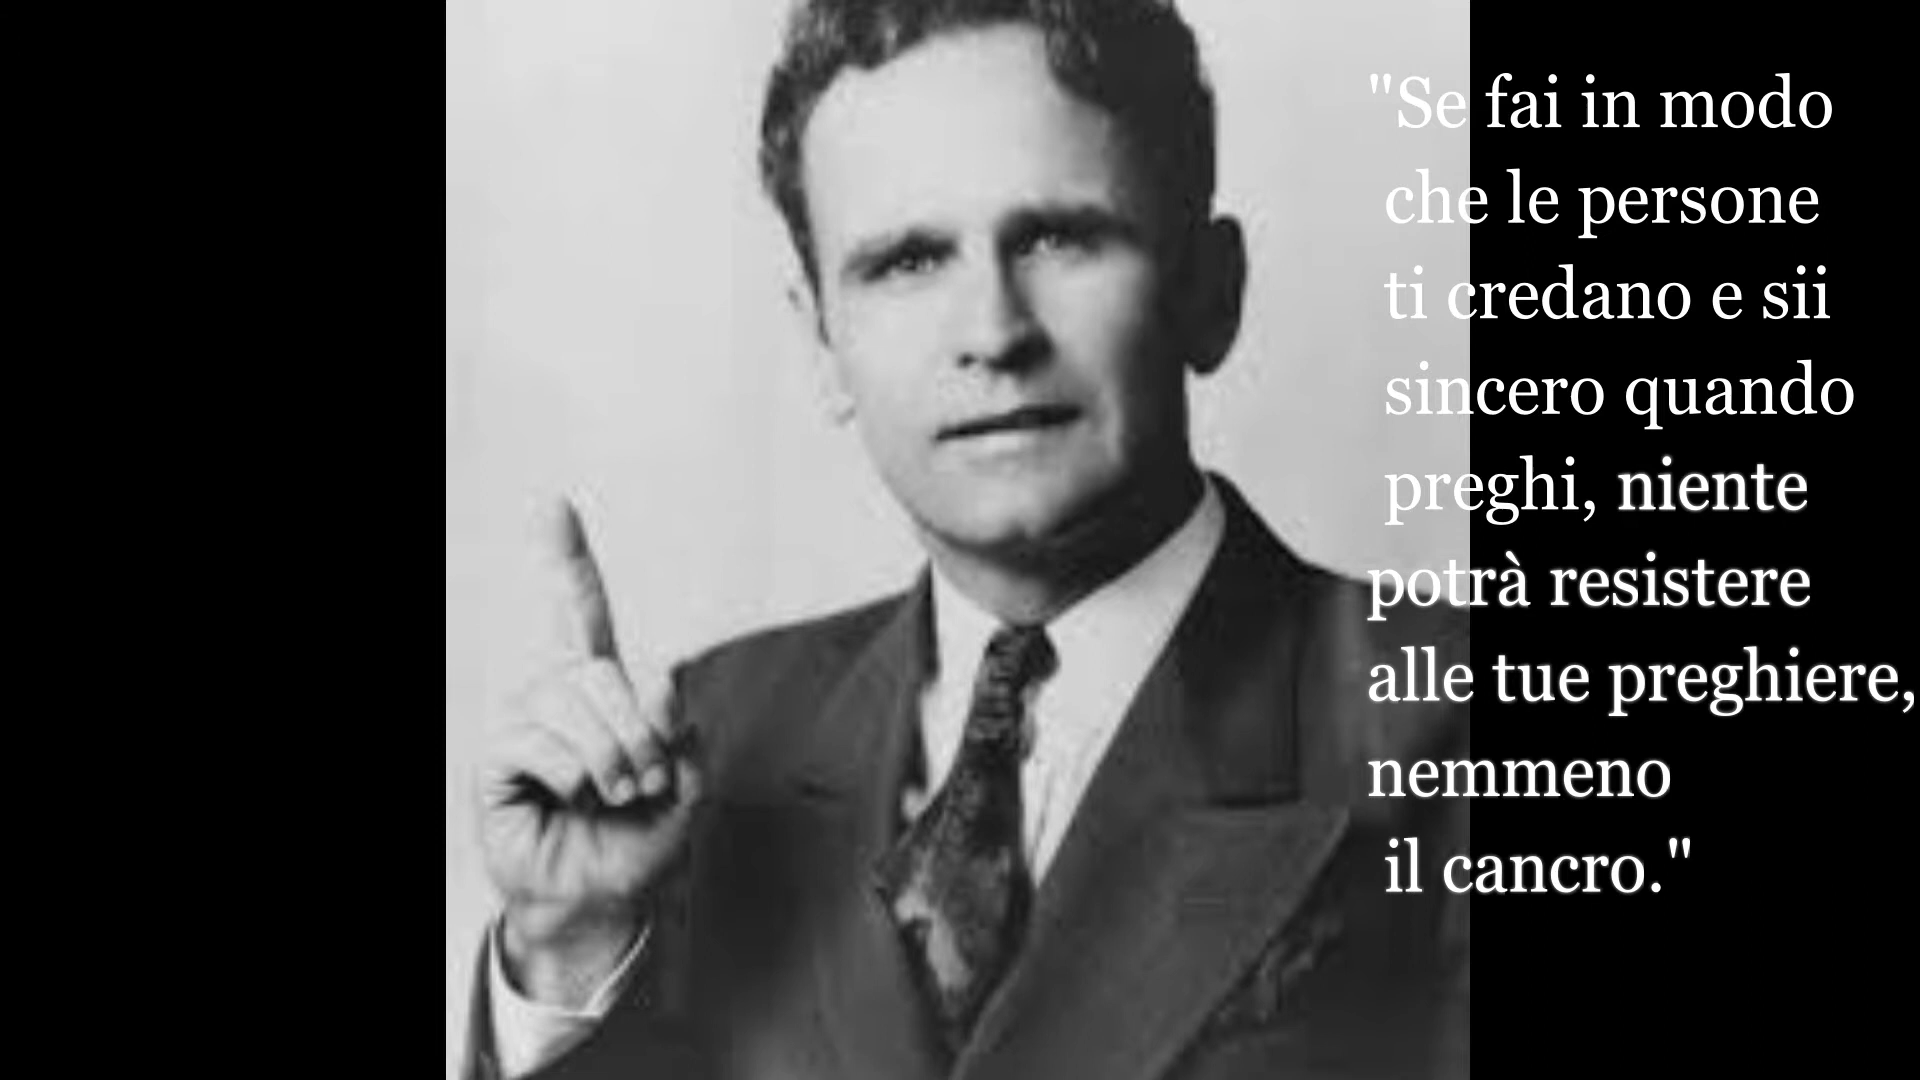 "Se fai in modo
che le persone
ti credano e sii
sincero quando
preghi, niente
potrà resistere
alle tue preghiere,
nemmeno
il cancro."